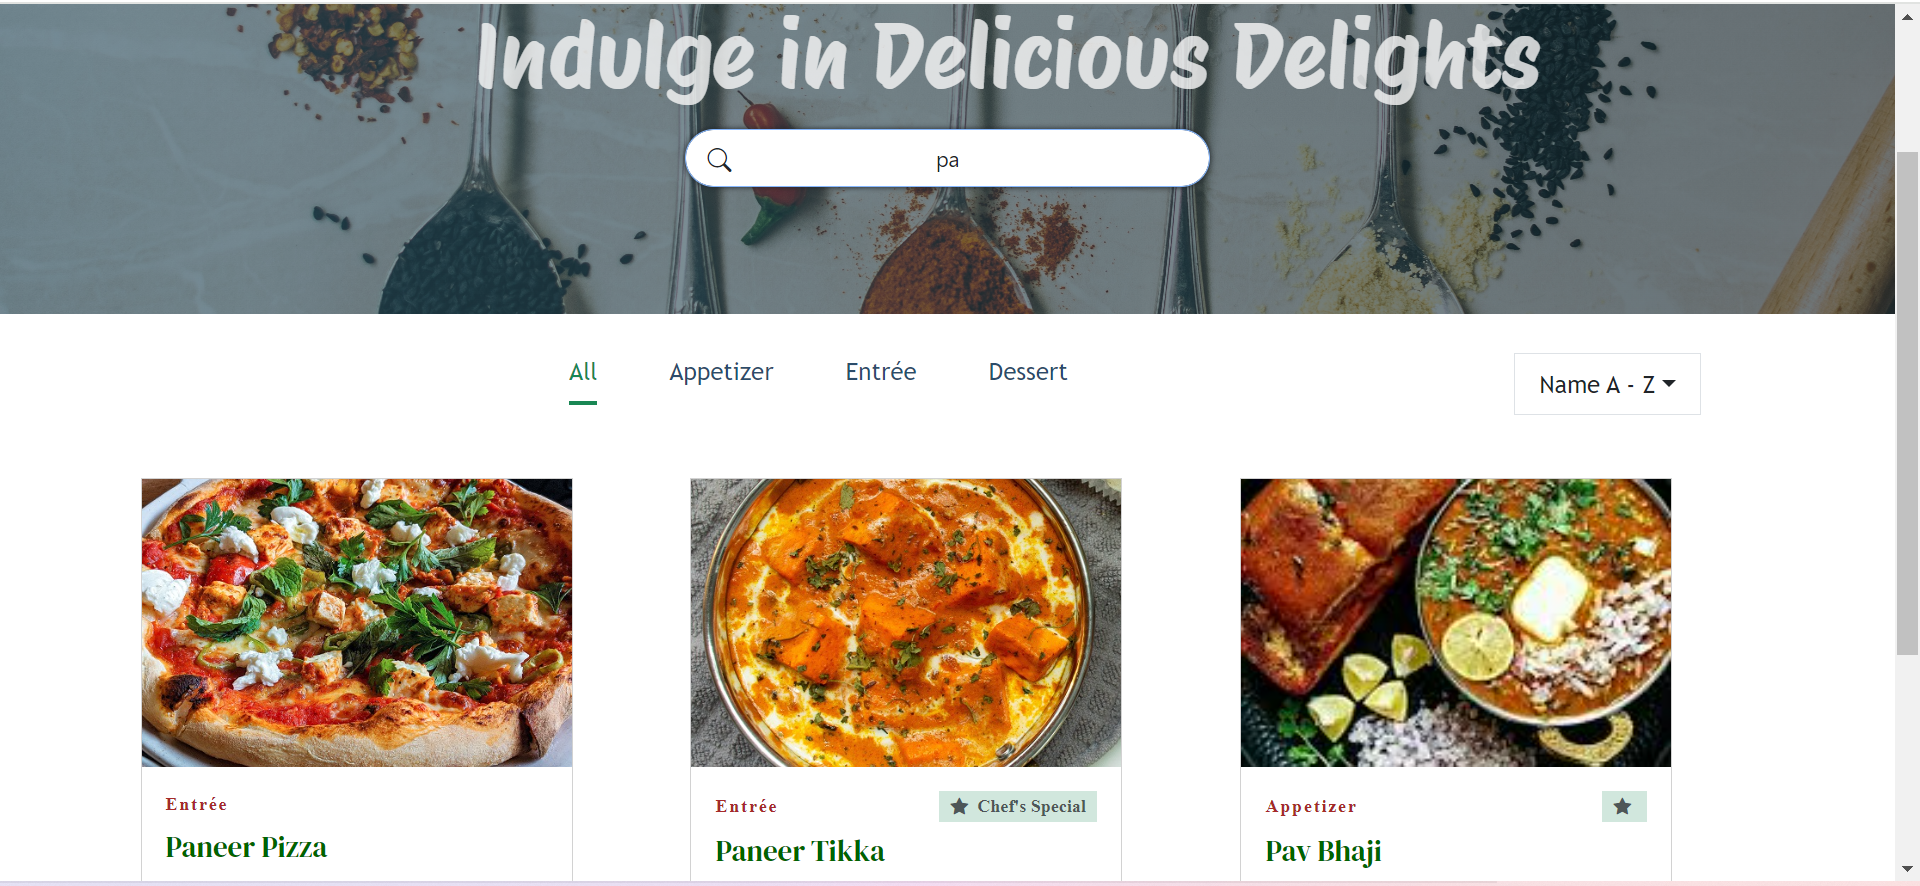 Indulge in Delicious Delights
pa
All Appetizer Entrée Dessert
Name A - Z
Entrée
Paneer Pizza
Entrée
Chef's Special
Paneer Tikka
Appetizer
Pav Bhaji